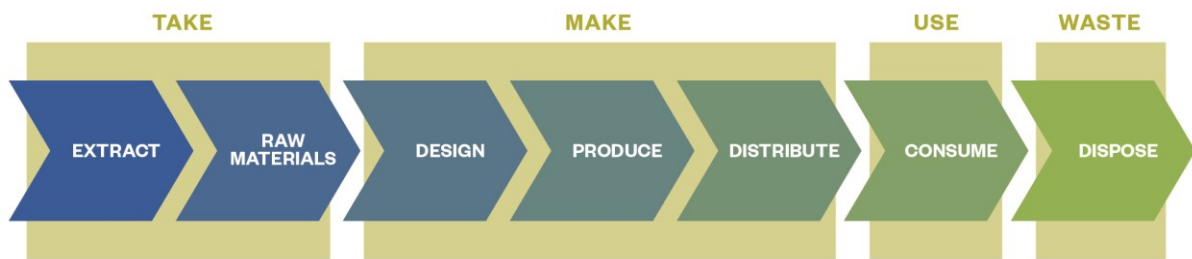 TAKE
MAKE
USE
WASTE
EXTRACT
RAW
MATERIALS
DESIGN
PRODUCE
DISTRIBUTE
CONSUME
DISPOSE